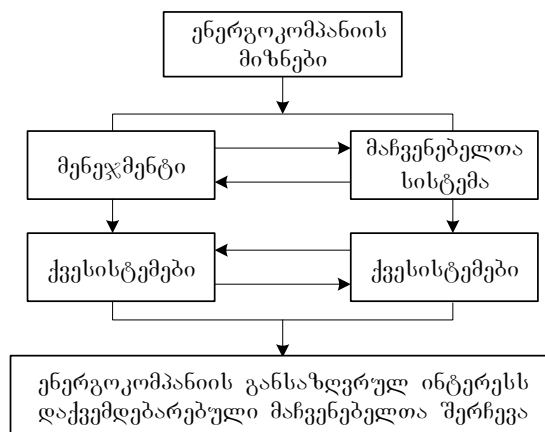 ენერგოკომპანიის
მიზნები
მენეჯმენტი
მაჩვენებელთა
სისტემა
ქვესისტემები
ქვესისტემები
ენერგოკომპანიის განსაზღვრულ ინტერესს
დაქვემდებარებული მაჩვენებელთა შერჩევა